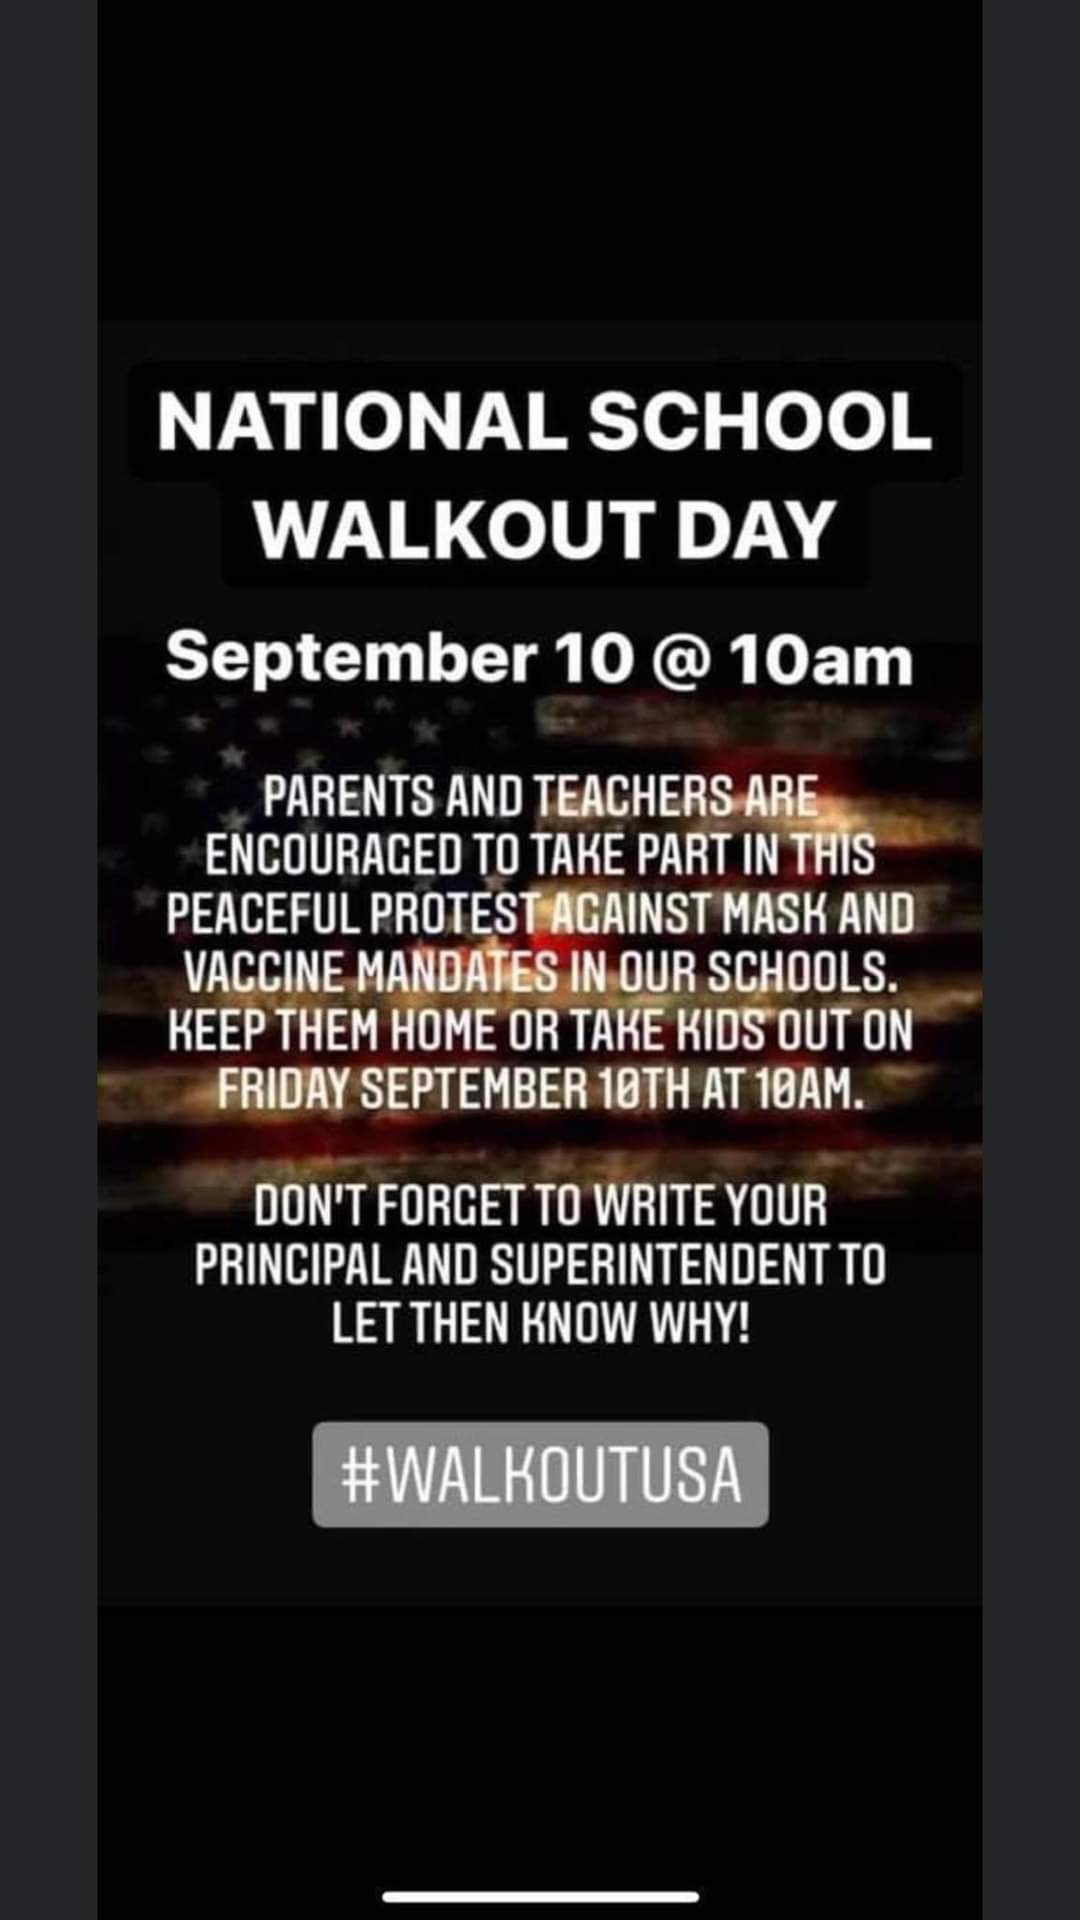 NATIONAL SCHOOL
WALKOUT DAY
September 10 @ 10am
PARENTS AND TEACHERS ARE
ENCOURAGED TO TAKE PART IN THIS
PEACEFUL PROTEST AGAINST MASK AND
VACCINE MANDATES IN OUR SCHOOLS.
KEEP THEM HOME OR TAKE KIDS OUT ON
FRIDAY SEPTEMBER 10TH AT 10AM.
DON'T FORGET TO WRITE YOUR
PRINCIPAL AND SUPERINTENDENT TO
LET THEN KNOW WHY!
#WALKOUTUSA